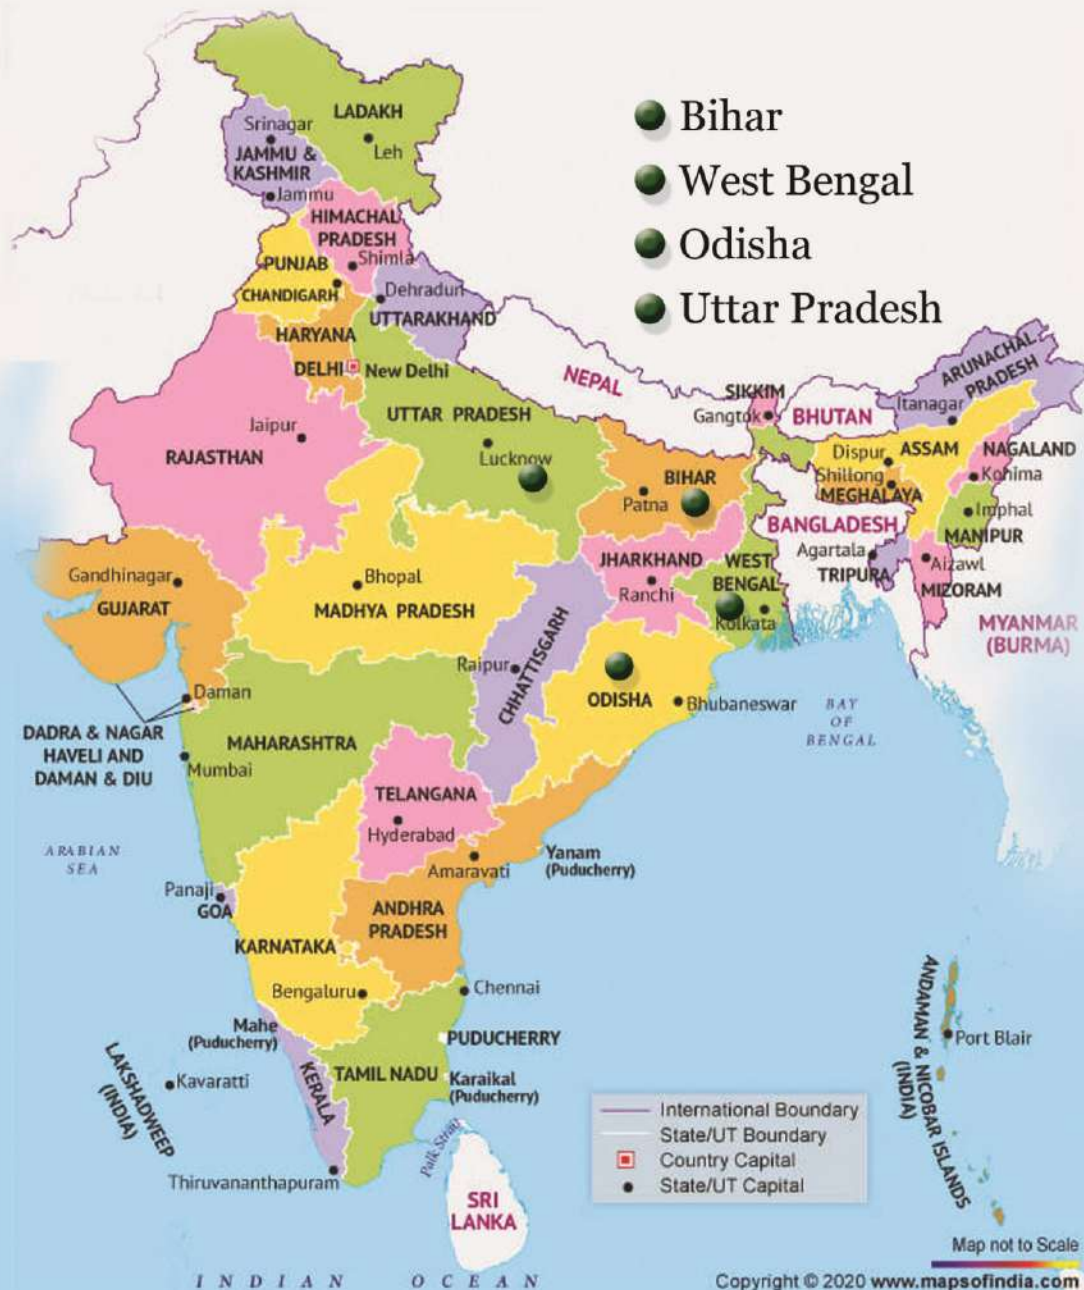 LADAKH
Srinagar
Leh
JAMMU &
KASHMIR
Jammu
Bihar
West Bengal
Odisha
Uttar Pradesh
HIMACHAL
PRADESH
Shimla
PUNJAB
CHANDIGARH
Dehradun
UTTARAKHAND
HARYANA
DELHI
New Delhi
NEPAL
SIKKIM
Gangtok
BHUTAN
ARUNACHAL
PRADESH
Itanagar
UTTAR PRADESH
Lucknow
Jaipur
RAJASTHAN
BIHAR
Patna
Dispur
ASSAM
NAGALAND
Shillong
MEGHALAYA
Kohima
BANGLADESH
Imphal
MANIPUR
Agartala
TRIPURA
Aizawl
MIZORAM
MYANMAR
(BURMA)
Gandhinagar
GUJARAT
Bhopal
MADHYA PRADESH
JHARKHAND
Ranchi
WEST
BENGAL
Kolkata
Raipur
CHHATTISGARH
ODISHA
Bhubaneswar
BAY
OF
BENGAL
Daman
DADRA & NAGAR
HAVELI AND
DAMAN & DIU
MAHARASHTRA
Mumbai
TELANGANA
Hyderabad
ARABIAN
SEA
Amaravati
Yanam
(Puducherry)
Panaji
GOA
ANDHRA
PRADESH
KARNATAKA
Bengaluru
Chennai
Mahe
(Puducherry)
PUDUCHERRY
KERALA
TAMIL NADU
Karaikal
(Puducherry)
LAKSHADWEEP
(INDIA)
Kavaratti
Thiruvananthapuram
Palk Strait
SRI
LANKA
ANDAMAN & NICOBAR ISLANDS
(INDIA)
Port Blair
International Boundary
State/UT Boundary
Country Capital
State/UT Capital
INDIAN OCEAN
Map not to Scale
Copyright © 2020 www.mapsofindia.com